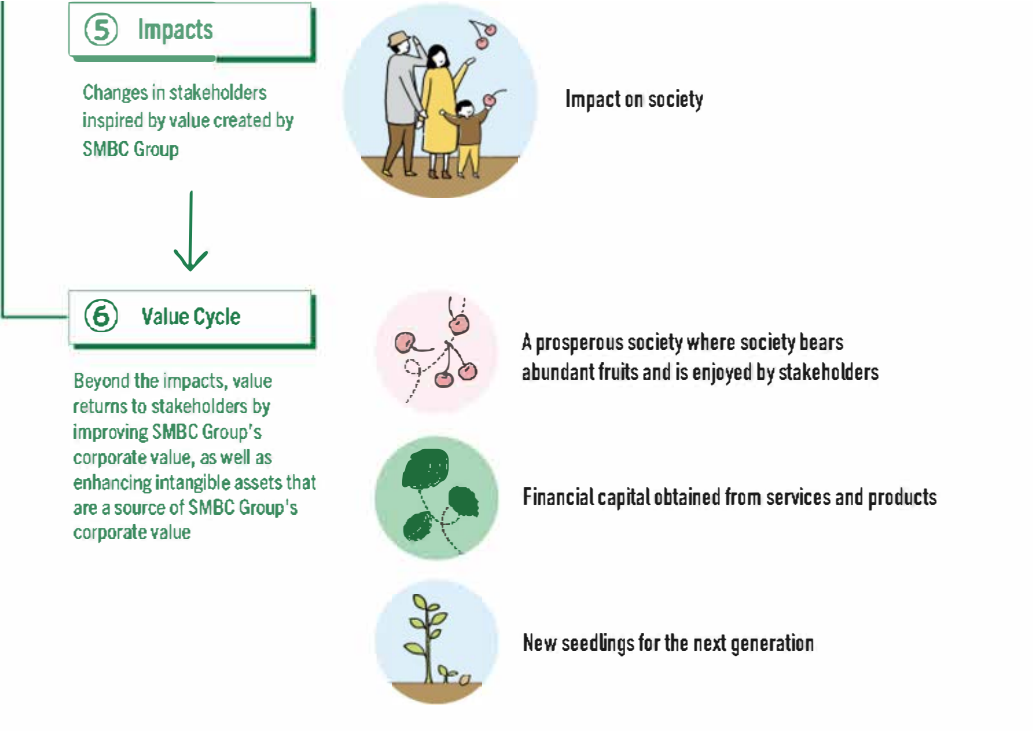 ⑤ Impacts
Changes in stakeholders
inspired by value created by
SMBC Group
Impact on society
⑥ Value Cycle
Beyond the impacts, value
returns to stakeholders by
improving SMBC Group's
corporate value, as well as
enhancing intangible assets that
are a source of SMBC Group's
corporate value
A prosperous society where society bears
abundant fruits and is enjoyed by stakeholders
Financial capital obtained from services and products
New seedlings for the next generation